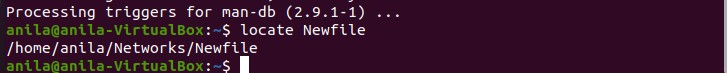 Processing triggers for man-db (2.9.1-1) ...
anila@anila-VirtualBox:~$ locate Newfile
/home/anila/Networks/Newfile
anila@anila-VirtualBox:~$